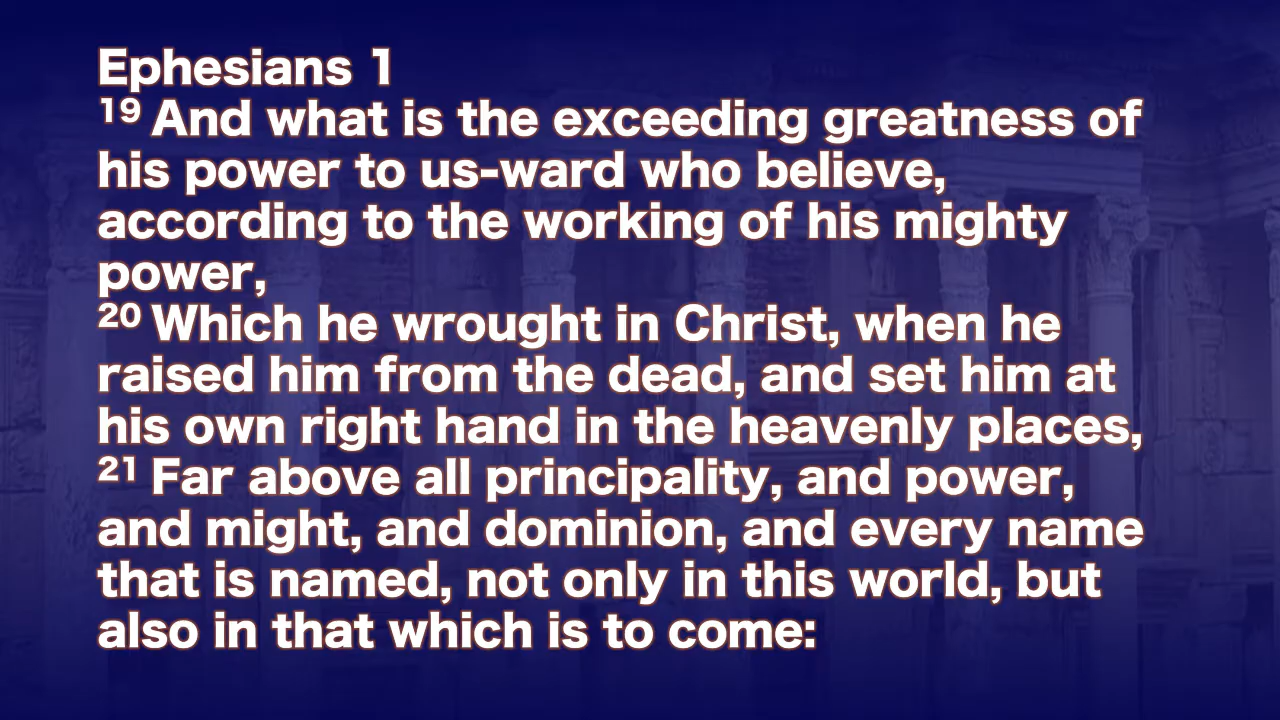 Ephesians 1
19 And what is the exceeding greatness of
his power to us-ward who believe,
according to the working of his mighty
power,
20 Which he wrought in Christ, when he
raised him from the dead, and set him at
his own right hand in the heavenly places,
21 Far above all principality, and power,
and might, and dominion, and every name
that is named, not only in this world, but
also in that which is to come: